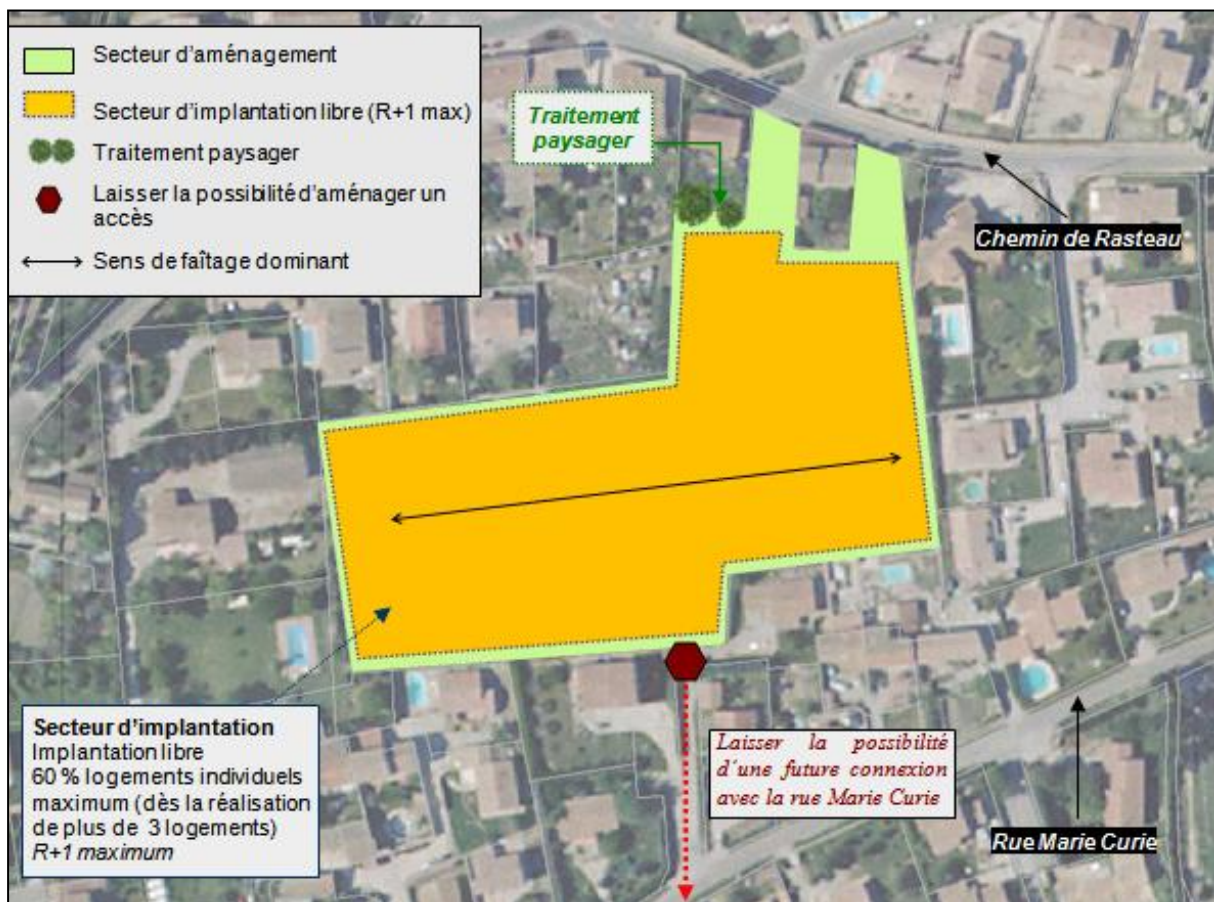 Secteur d'aménagement
Secteur d'implantation libre (R+1 max)
Traitement paysager
Laisser la possibilité d'aménager un
accès
Sens de faîtage dominant
Traitement
paysager
Chemin de Rasteau
Secteur d'implantation
Implantation libre
60 % logements individuels
maximum (dès la réalisation
de plus de 3 logements)
R+1 maximum
Laisser la possibilité
d'une future connexion
avec la rue Marie Curie
Rue Marie Curie